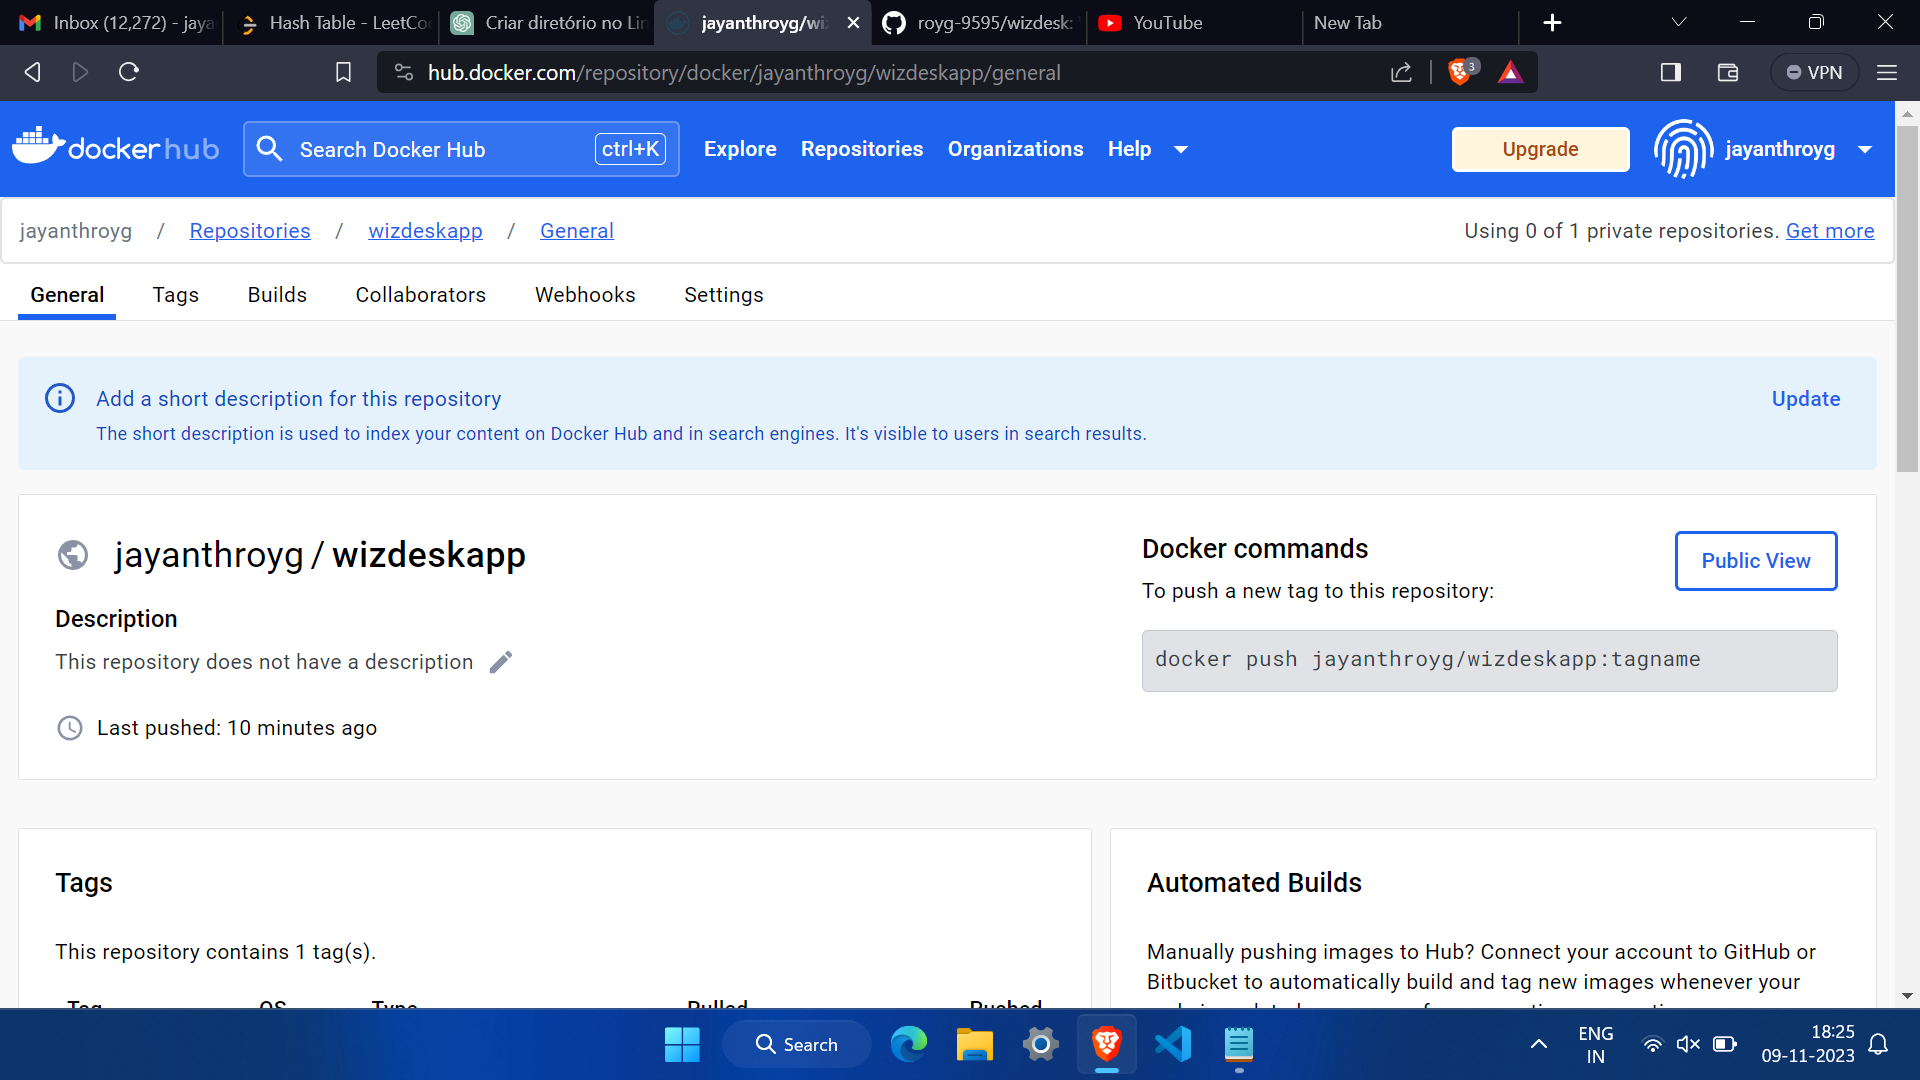 Inbox (12,272) - jaya
Hash Table - LeetCo
Criar diretório no Lin
jayanthroyg/wiz
royg-9595/wizdesk:
YouTube
New Tab
hub.docker.com/repository/docker/jayanthroyg/wizdeskapp/general
3
VPN
dockerhub
Search Docker Hub
ctrl+K
Explore
Repositories
Organizations
Help
Upgrade
jayanthroyg
jayanthroyg / Repositories / wizdeskapp / General
Using 0 of 1 private repositories. Get more
General
Tags
Builds
Collaborators
Webhooks
Settings
Add a short description for this repository
Update
The short description is used to index your content on Docker Hub and in search engines. It's visible to users in search results.
jayanthroyg / wizdeskapp
Docker commands
Public View
To push a new tag to this repository:
Description
This repository does not have a description
docker push jayanthroyg/wizdeskapp:tagname
Last pushed: 10 minutes ago
Tags
Automated Builds
This repository contains 1 tag(s).
Manually pushing images to Hub? Connect your account to GitHub or
Bitbucket to automatically build and tag new images whenever your
Tag
OS
Type
Pulled
Pushed
Search
ENG
IN
18:25
09-11-2023